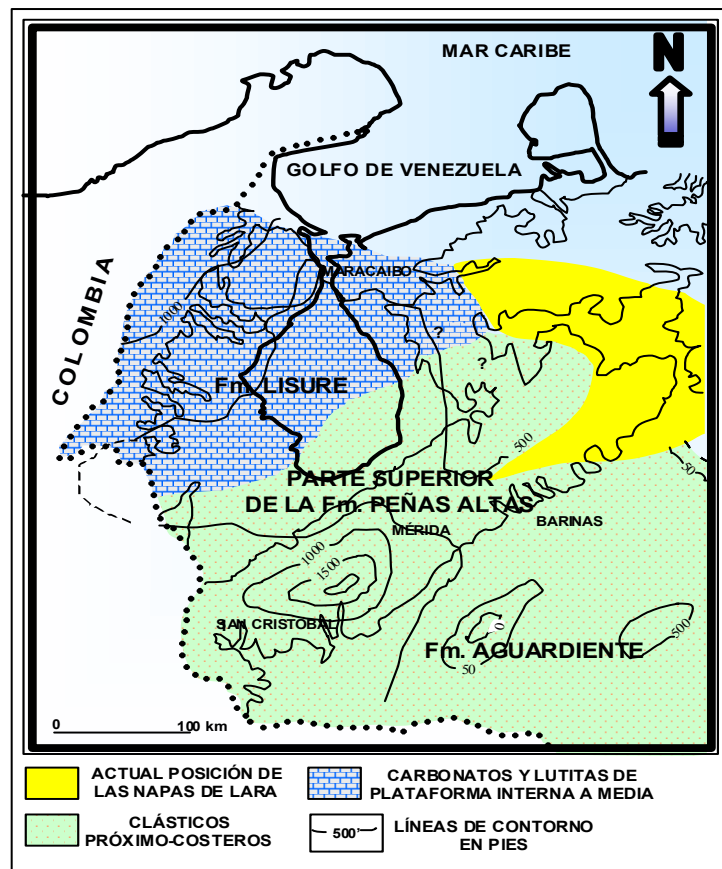 MAR CARIBE
N
GOLFO DE VENEZUELA
MARACAIBO
COLOMBIA
1000
?
Fm. LISURE
?
500
50
PARTE SUPERIOR
DE LA Fm. PEÑAS ALTAS
BARINAS
MÉRIDA
1000
1500
SAN CRISTOBAL
0
500
Fm. AGUARDIENTE
50
0
100 km
ACTUAL POSICIÓN DE
LAS NAPAS DE LARA
CARBONATOS Y LUTITAS DE
PLATAFORMA INTERNA A MEDIA
CLÁSTICOS
PRÓXIMO-COSTEROS
500'
LÍNEAS DE CONTORNO
EN PIES